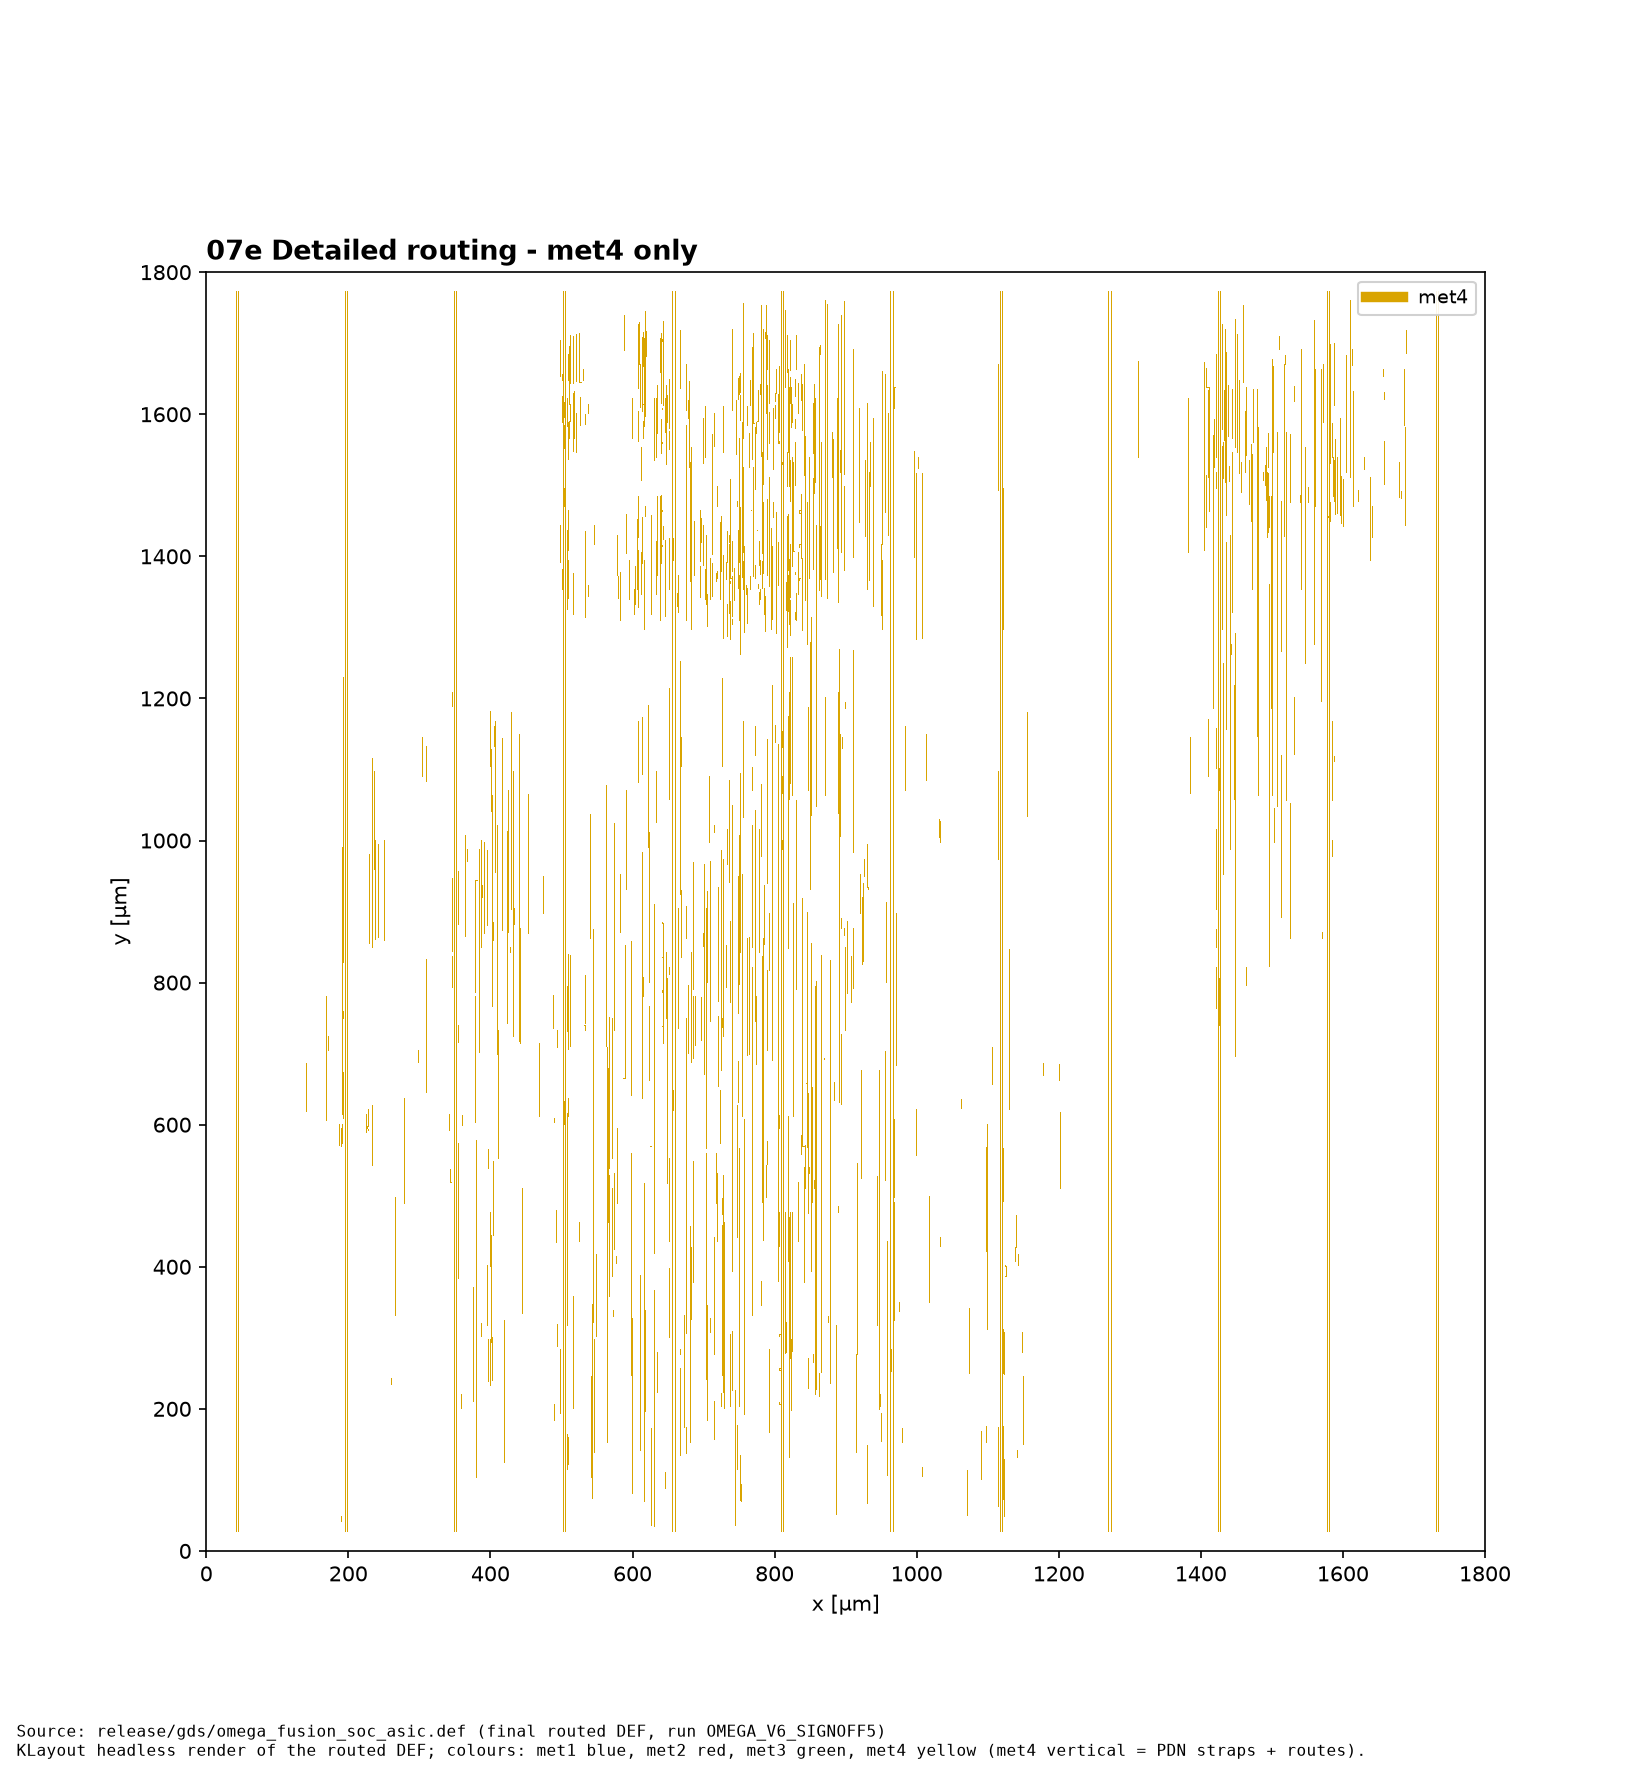 07e Detailed routing - met4 only
met4
1800
1600
1400
1200
1000
800
600
400
200
0
y [µm]
0 200 400 600 800 1000 1200 1400 1600 1800
x [µm]
Source: release/gds/omega_fusion_soc_asic.def (final routed DEF, run OMEGA_V6_SIGNOFF5)
KLayout headless render of the routed DEF; colours: met1 blue, met2 red, met3 green, met4 yellow (met4 vertical = PDN straps + routes).